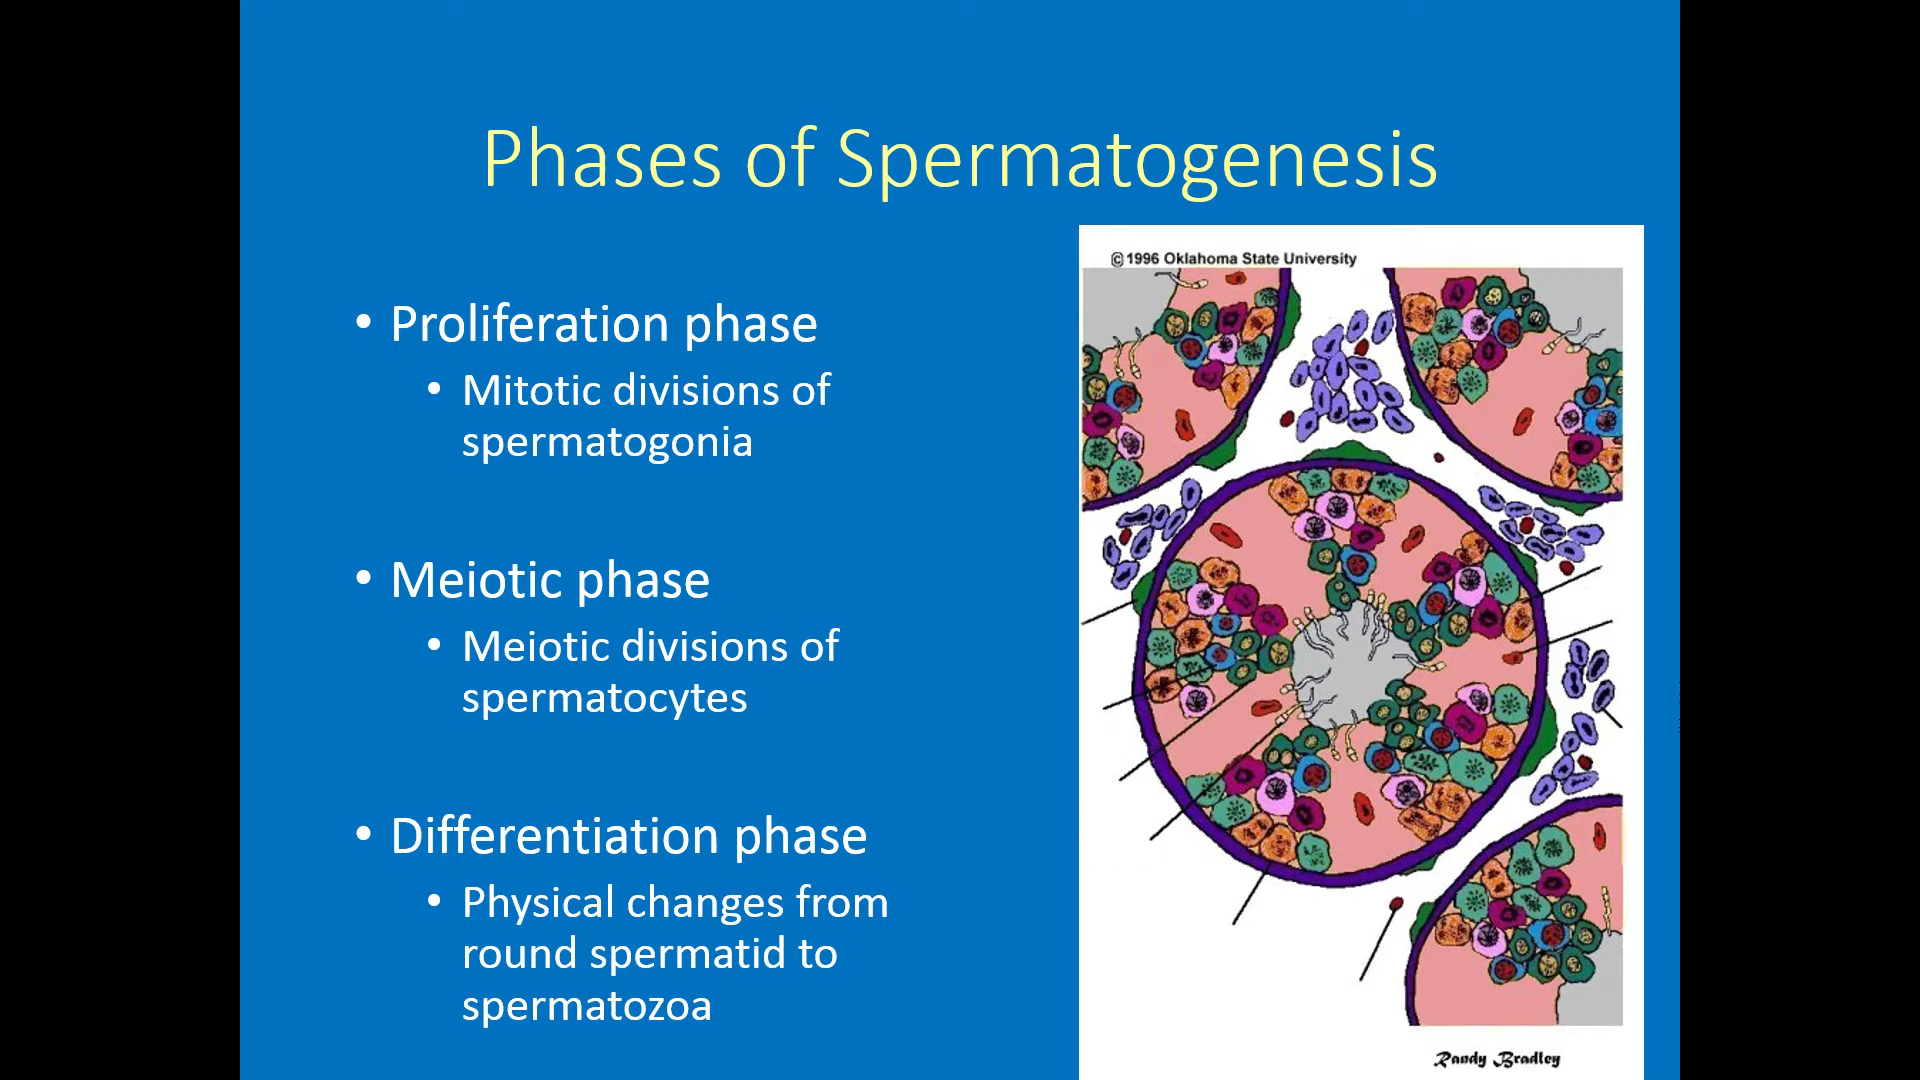 Phases of Spermatogenesis
©1996 Oklahoma State University
• Proliferation phase
• Mitotic divisions of
spermatogonia
• Meiotic phase
• Meiotic divisions of
spermatocytes
• Differentiation phase
• Physical changes from
round spermatid to
spermatozoa
Randy Bradley